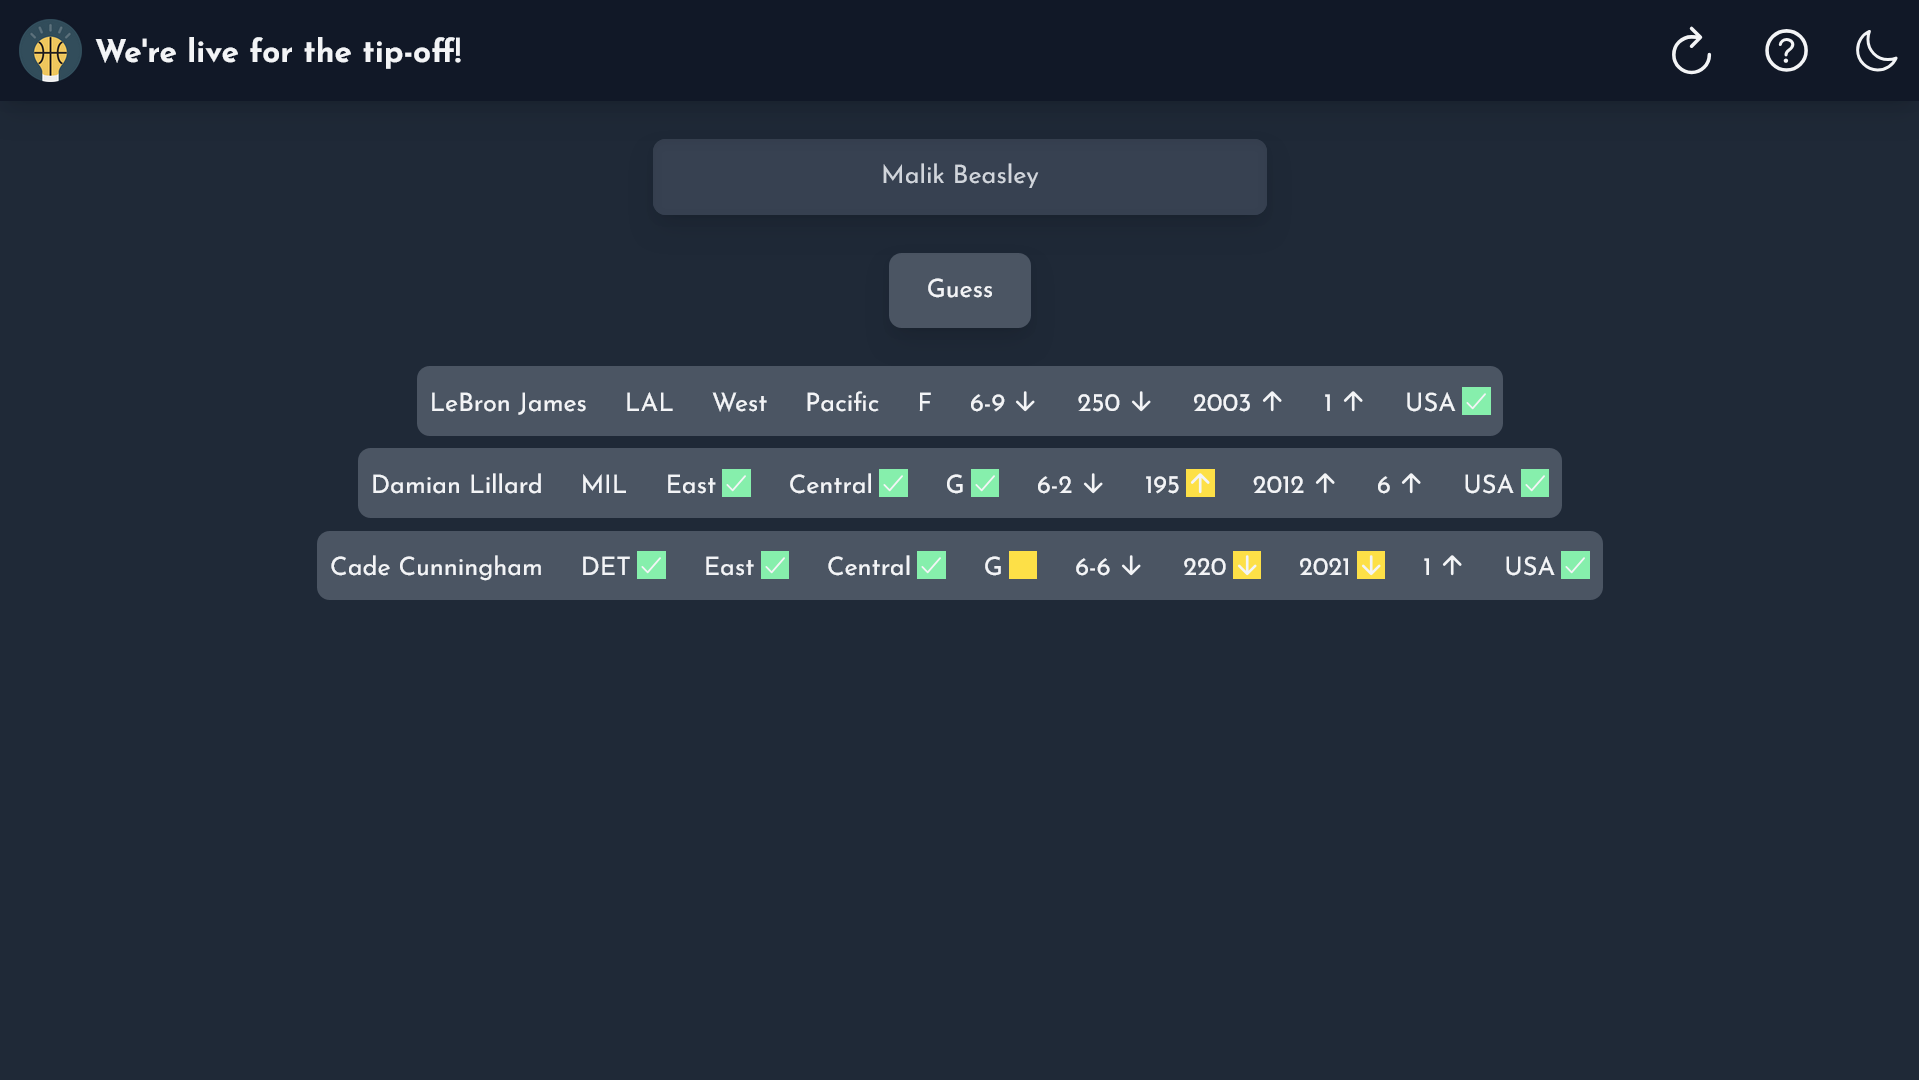 We're live for the tip-off!
Malik Beasley
Guess
LeBron James LAL West Pacific F 6-9 ↓ 250 ↓ 2003 ↑ 1 ↑ USA ✓
Damian Lillard MIL East ✓ Central ✓ G ✓ 6-2 ↓ 195 ↑ 2012 ↑ 6 ↑ USA ✓
Cade Cunningham DET ✓ East ✓ Central ✓ G 6-6 ↓ 220 ↓ 2021 ↓ 1 ↑ USA ✓